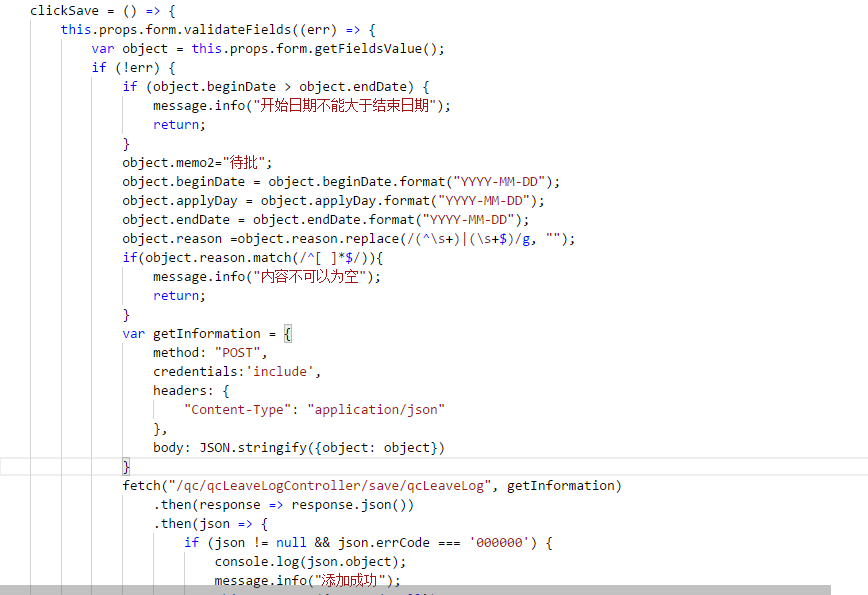 clickSave = () => {
this.props.form.validateFields((err) => {
var object = this.props.form.getFieldsValue();
if (!err) {
if (object.beginDate > object.endDate) {
message.info("开始日期不能大于结束日期");
return;
}
object.memo2="待批";
object.beginDate = object.beginDate.format("YYYY-MM-DD");
object.applyDay = object.applyDay.format("YYYY-MM-DD");
object.endDate = object.endDate.format("YYYY-MM-DD");
object.reason =object.reason.replace(/(^\s+)|(\s+$)/g, "");
if(object.reason.match(/^[ ]*$/)){
message.info("内容不可以为空");
return;
}
var getInformation = {
method: "POST",
credentials:'include',
headers: {
"Content-Type": "application/json"
},
body: JSON.stringify({object: object})
}
fetch("/qc/qcLeaveLogController/save/qcLeaveLog", getInformation)
.then(response => response.json())
.then(json => {
if (json != null && json.errCode === '000000') {
console.log(json.object);
message.info("添加成功");